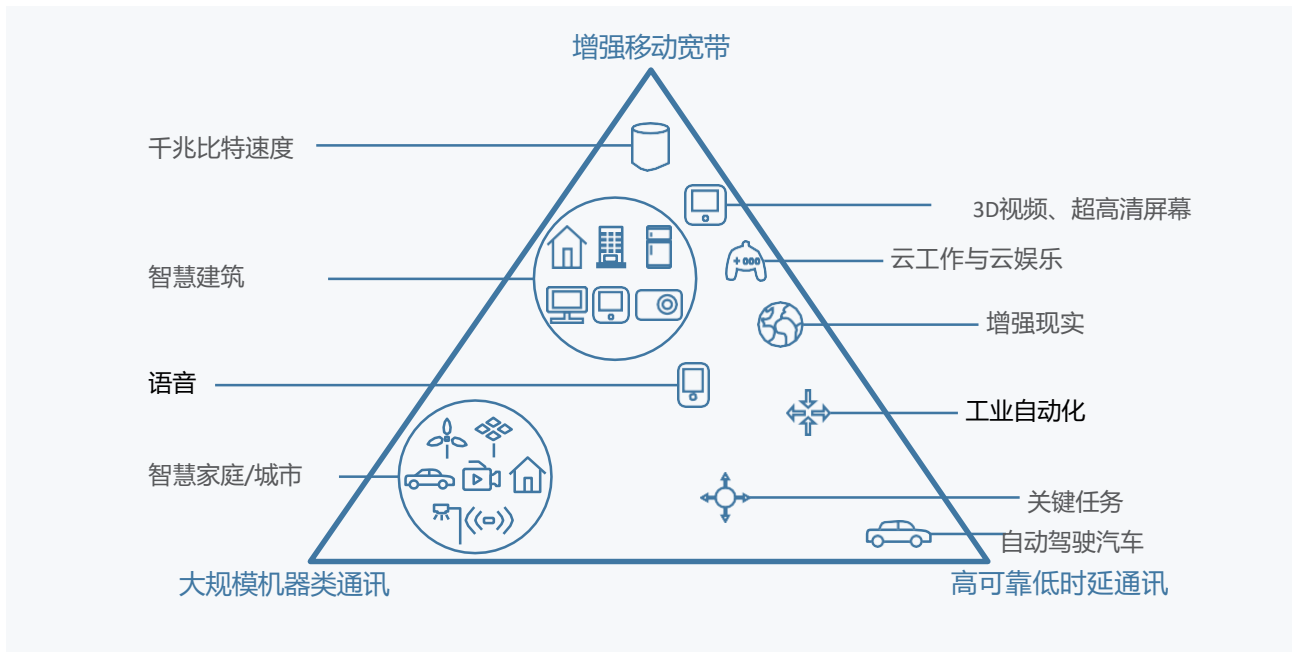 增强移动宽带
千兆比特速度
3D视频、超高清屏幕
云工作与云娱乐
智慧建筑
增强现实
语音
工业自动化
智慧家庭/城市
关键任务
自动驾驶汽车
大规模机器类通讯
高可靠低时延通讯